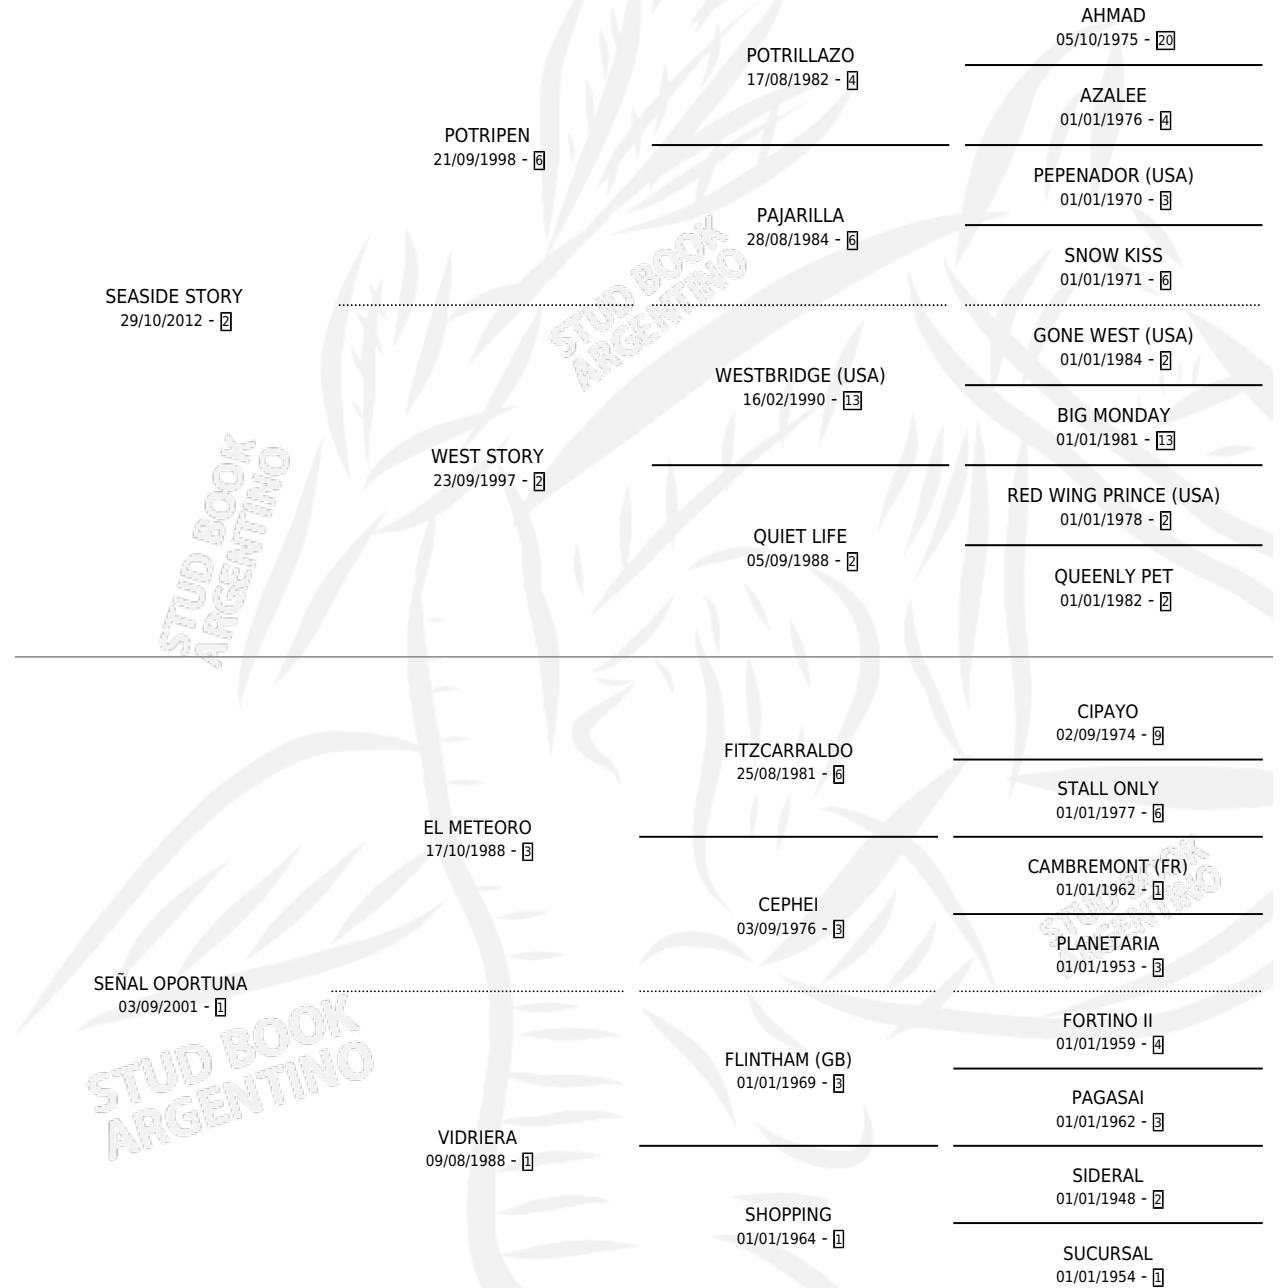 AHMAD
05/10/1975 - 20
POTRILLAZO
17/08/1982 - 4
AZALEE
01/01/1976 - 4
POTRIPEN
21/09/1998 - 6
PEPENADOR (USA)
01/01/1970 - 3
PAJARILLA
28/08/1984 - 6
SNOW KISS
01/01/1971 - 6
SEASIDE STORY
29/10/2012 - 2
GONE WEST (USA)
01/01/1984 - 2
WESTBRIDGE (USA)
16/02/1990 - 13
BIG MONDAY
01/01/1981 - 13
WEST STORY
23/09/1997 - 2
RED WING PRINCE (USA)
01/01/1978 - 2
QUIET LIFE
05/09/1988 - 2
QUEENLY PET
01/01/1982 - 2
STUD BOOK
ARGENTINO
STUD BOOK
ARGENTINO
CIPAYO
02/09/1974 - 9
FITZCARRALDO
25/08/1981 - 6
STALL ONLY
01/01/1977 - 6
EL METEORO
17/10/1988 - 3
CAMBREMONT (FR)
01/01/1962 - 1
CEPHEI
03/09/1976 - 3
PLANETARIA
01/01/1953 - 3
SEÑAL OPORTUNA
03/09/2001 - 1
FORTINO II
01/01/1959 - 4
FLINTHAM (GB)
01/01/1969 - 3
PAGASAI
01/01/1962 - 3
VIDRIERA
09/08/1988 - 1
SIDERAL
01/01/1948 - 2
SHOPPING
01/01/1964 - 1
SUCURSAL
01/01/1954 - 1
STUD BOOK
ARGENTINO
STUD BOOK
ARGENTINO